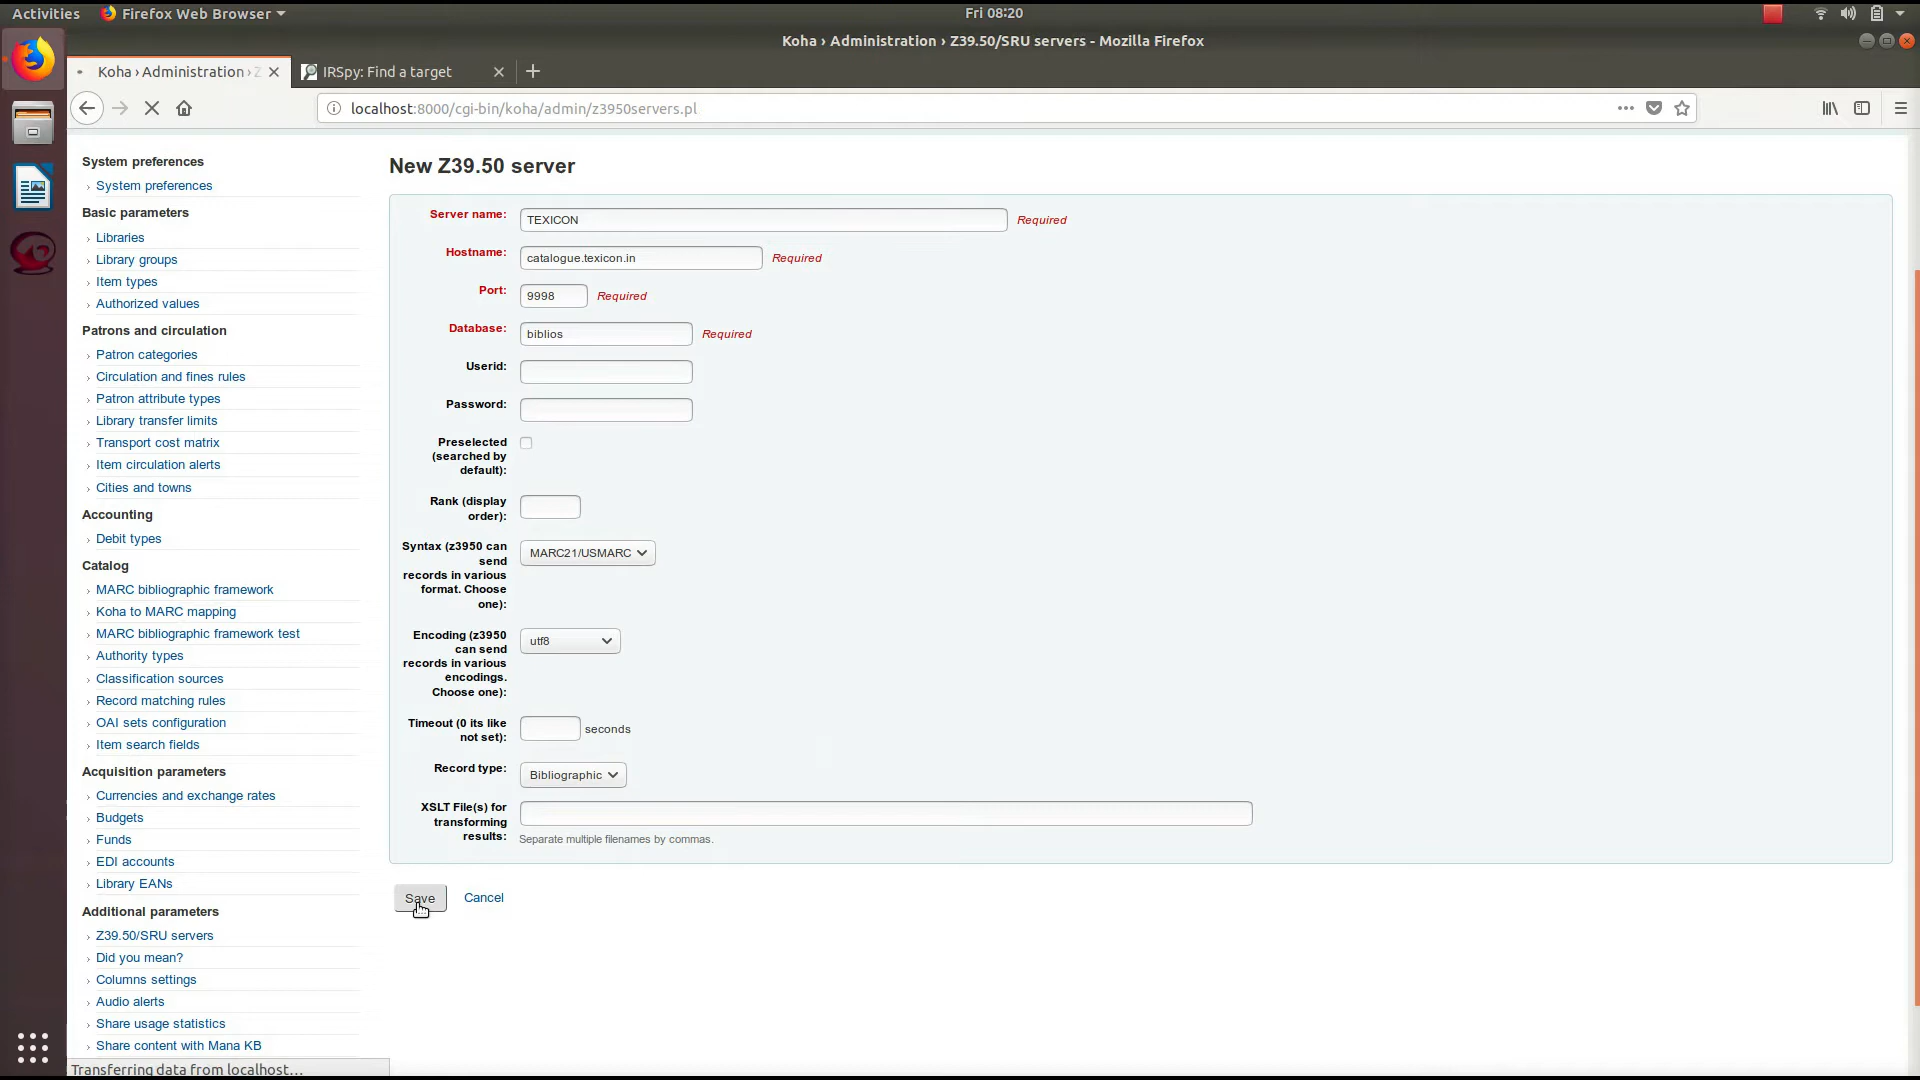 Activities
Firefox Web Browser
Fri 08:20
Koha › Administration › Z39.50/SRU servers - Mozilla Firefox
Koha › Administration › Z
IRSpy: Find a target
localhost:8000/cgi-bin/koha/admin/z3950servers.pl
System preferences
System preferences
Basic parameters
Libraries
Library groups
Item types
Authorized values
Patrons and circulation
Patron categories
Circulation and fines rules
Patron attribute types
Library transfer limits
Transport cost matrix
Item circulation alerts
Cities and towns
Accounting
Debit types
Catalog
MARC bibliographic framework
Koha to MARC mapping
MARC bibliographic framework test
Authority types
Classification sources
Record matching rules
OAI sets configuration
Item search fields
Acquisition parameters
Currencies and exchange rates
Budgets
Funds
EDI accounts
Library EANs
Additional parameters
Z39.50/SRU servers
Did you mean?
Columns settings
Audio alerts
Share usage statistics
Share content with Mana KB
New Z39.50 server
Server name: TEXICON Required
Hostname: catalogue.texicon.in Required
Port: 9998 Required
Database: biblios Required
Userid:
Password:
Preselected
(searched by
default):
Rank (display
order):
Syntax (z3950 can MARC21/USMARC
send
records in various
format. Choose
one):
Encoding (z3950 utf8
can send
records in various
encodings.
Choose one):
Timeout (0 its like seconds
not set):
Record type: Bibliographic
XSLT File(s) for
transforming
results:
Separate multiple filenames by commas.
Save Cancel
Transferring data from localhost…